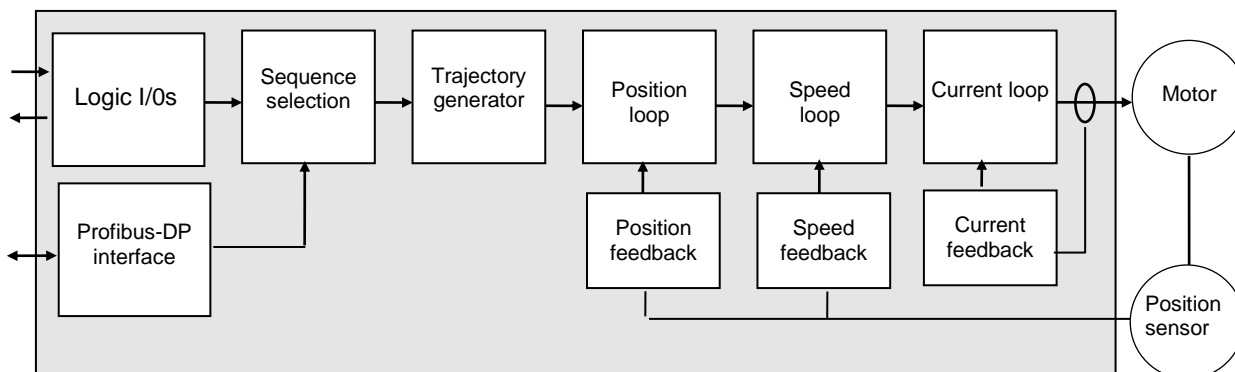 Logic I/0s
Sequence
selection
Trajectory
generator
Position
loop
Speed
loop
Current loop
Motor
Profibus-DP
interface
Position
feedback
Speed
feedback
Current
feedback
Position
sensor